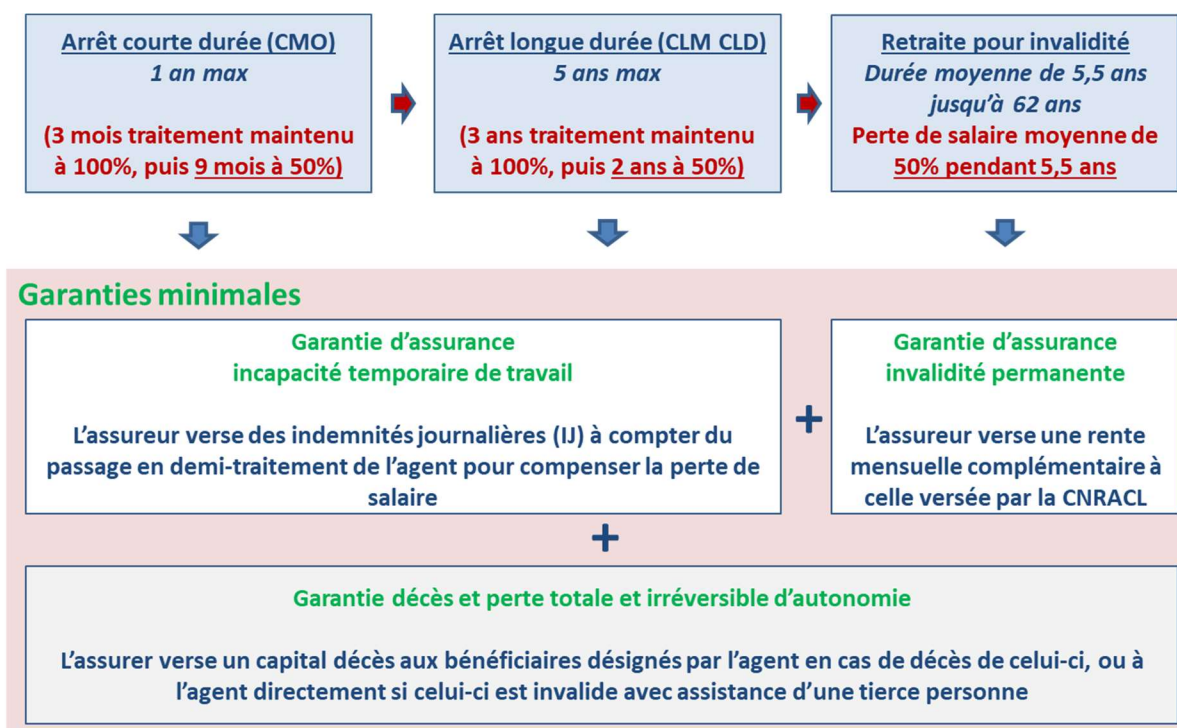 Arrêt courte durée (CMO)
1 an max
(3 mois traitement maintenu
à 100%, puis 9 mois à 50%)
Arrêt longue durée (CLM CLD)
5 ans max
(3 ans traitement maintenu
à 100%, puis 2 ans à 50%)
Retraite pour invalidité
Durée moyenne de 5,5 ans
jusqu'à 62 ans
Perte de salaire moyenne de
50% pendant 5,5 ans
Garanties minimales
Garantie d'assurance
incapacité temporaire de travail
L'assureur verse des indemnités journalières (IJ) à compter du
passage en demi-traitement de l'agent pour compenser la perte de
salaire
+
Garantie d'assurance
invalidité permanente
L'assureur verse une rente
mensuelle complémentaire à
celle versée par la CNRACL
+
Garantie décès et perte totale et irréversible d'autonomie
L'assurer verse un capital décès aux bénéficiaires désignés par l'agent en cas de décès de celui-ci, ou à
l'agent directement si celui-ci est invalide avec assistance d'une tierce personne